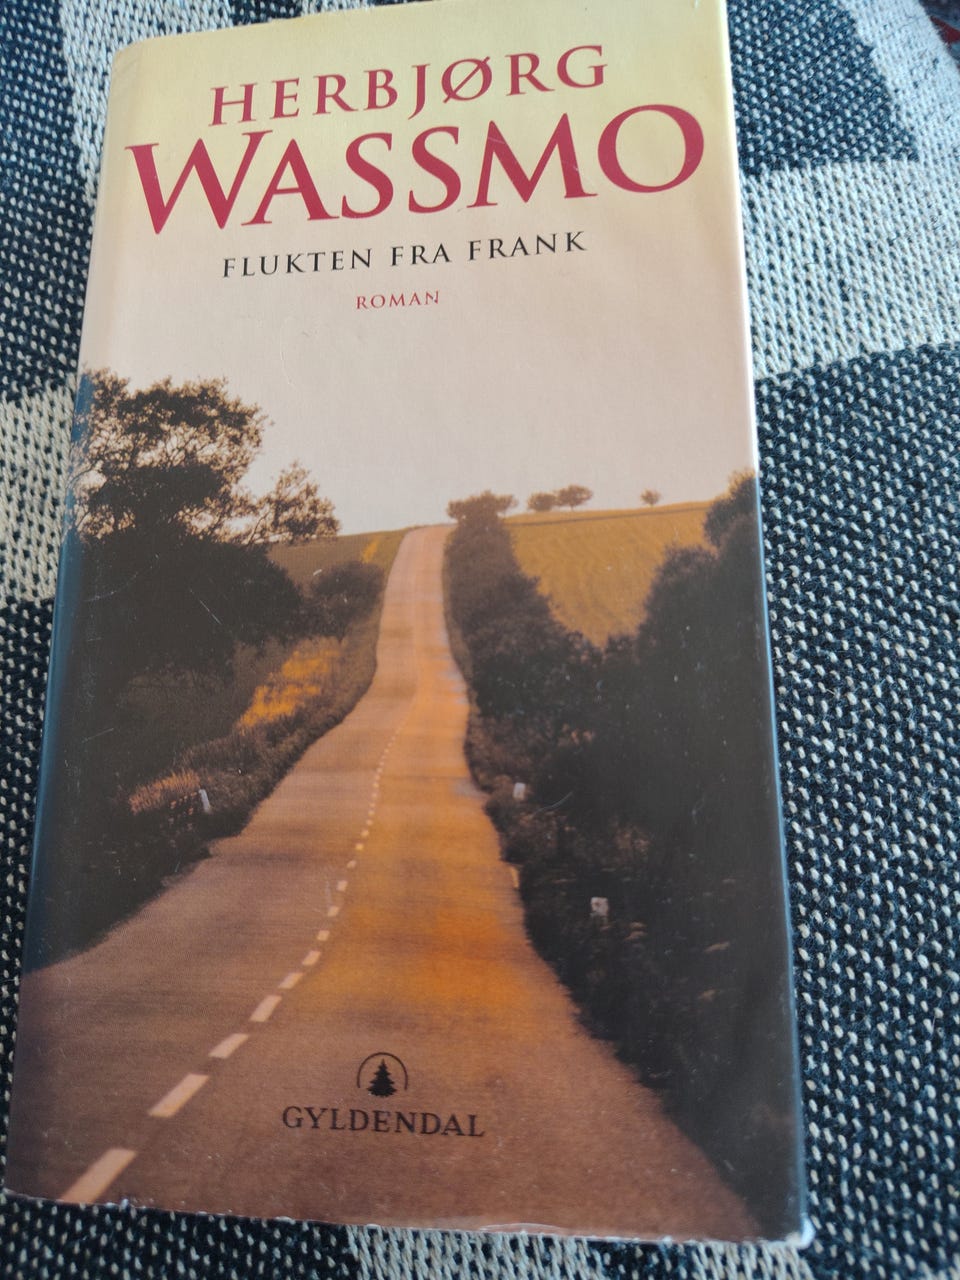 HERBJØRG
WASSMO
FLUKTEN FRA FRANK
ROMAN
GYLDENDAL